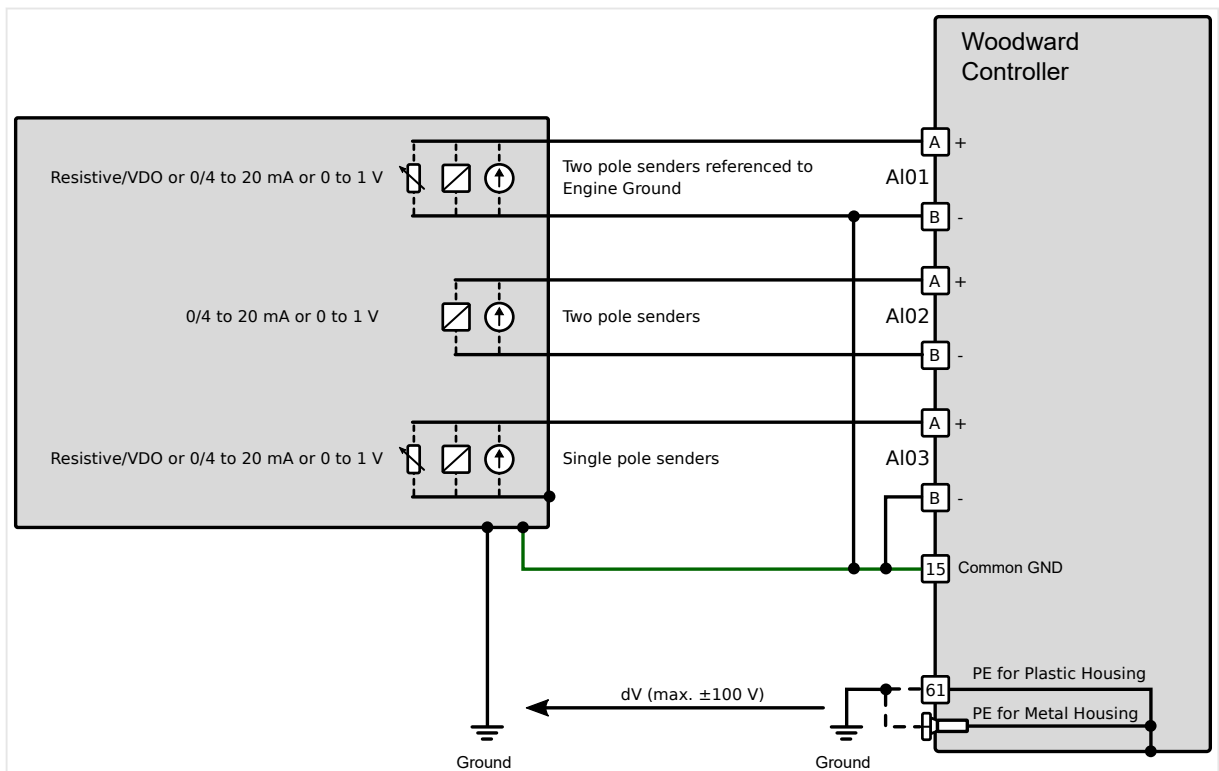 Woodward
Controller
A
+
Resistive/VDO or 0/4 to 20 mA or 0 to 1 V
Two pole senders referenced to
Engine Ground
AI01
B
-
A
+
0/4 to 20 mA or 0 to 1 V
Two pole senders
AI02
B
-
A
+
Resistive/VDO or 0/4 to 20 mA or 0 to 1 V
Single pole senders
AI03
B
-
15
Common GND
PE for Plastic Housing
61
dV (max. ±100 V)
PE for Metal Housing
Ground
Ground